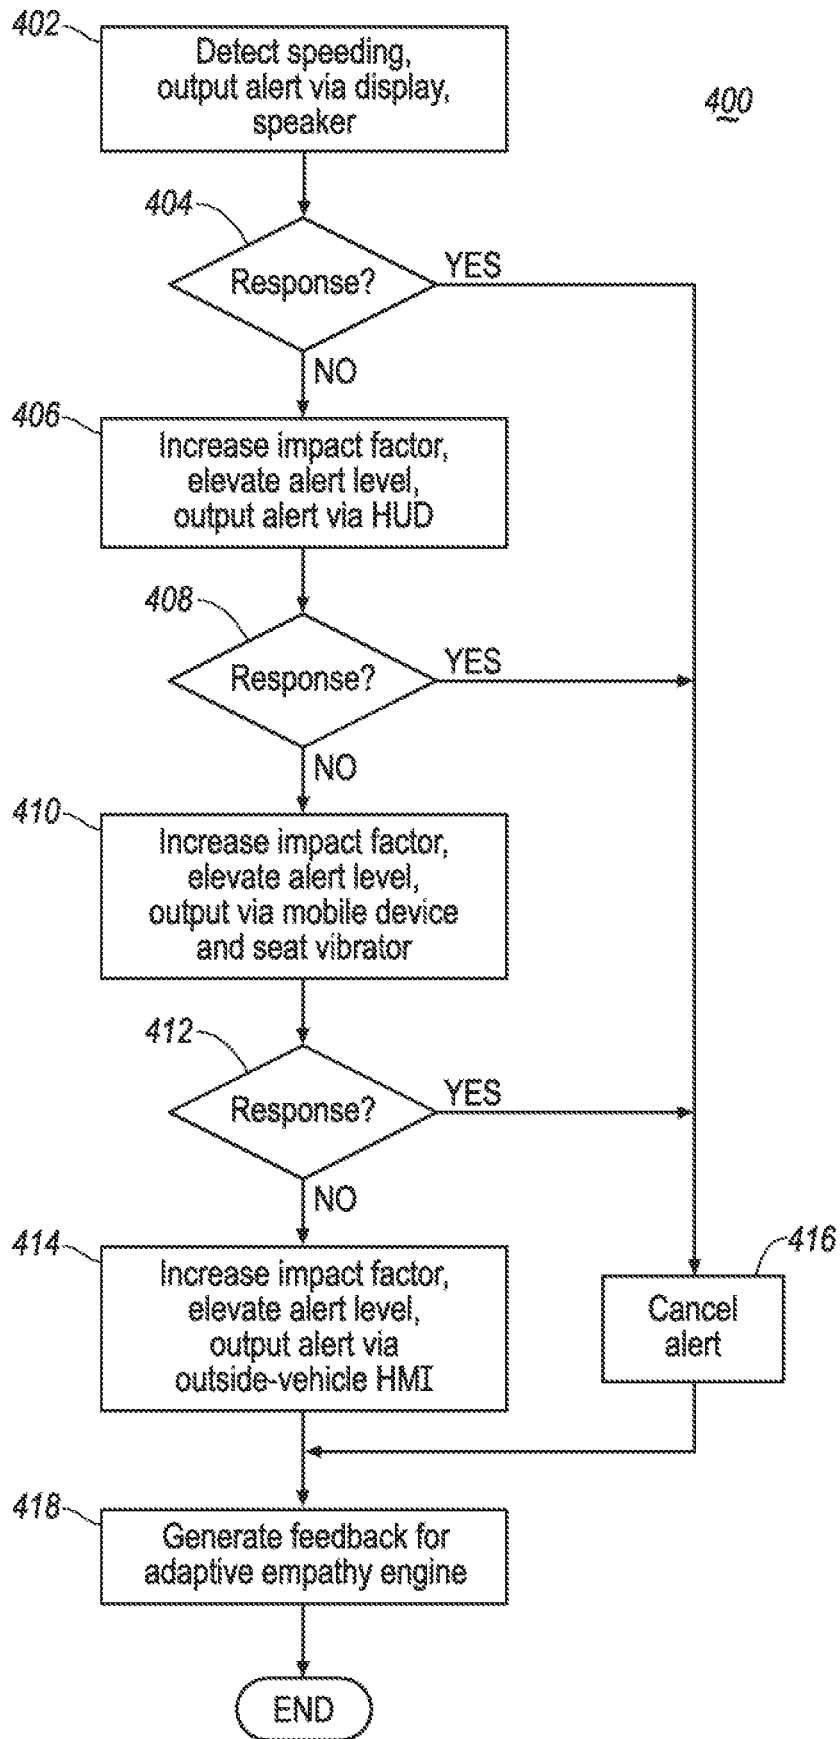 402
Detect speeding,
output alert via display,
speaker
400
404
Response?
YES
NO
406
Increase impact factor,
elevate alert level,
output alert via HUD
408
Response?
YES
NO
410
Increase impact factor,
elevate alert level,
output via mobile device
and seat vibrator
412
Response?
YES
NO
414
Increase impact factor,
elevate alert level,
output alert via
outside-vehicle HMI
416
Cancel
alert
418
Generate feedback for
adaptive empathy engine
END